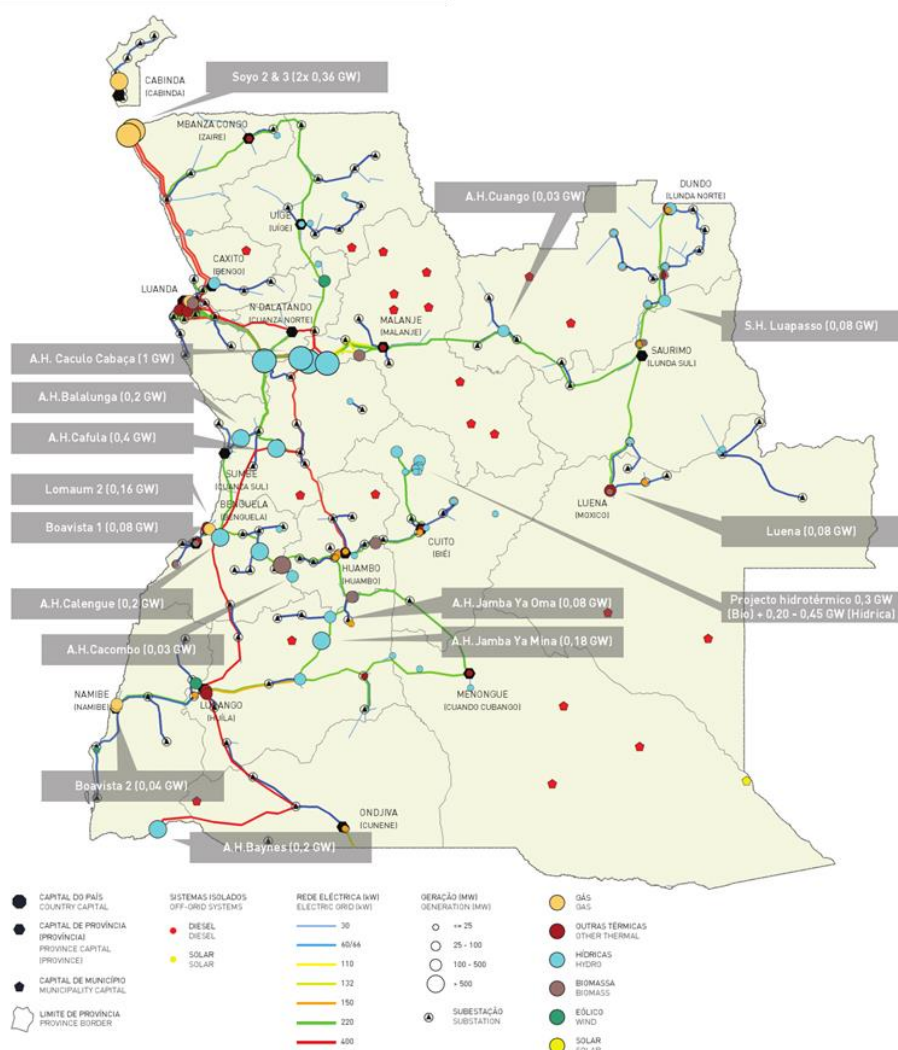 CABINDA
(CABINDA)
Soyo 2 & 3 (2x 0,36 GW)
MBANZA CONGO
(ZAIRE)
A.H.Cuango (0,03 GW)
DUNDO
(LUNDA NORTE)
UÍGE
(UÍGE)
CAXITO
(BENGO)
LUANDA
N'DALATANDO
(CUANZA NORTE)
MALANJE
(MALANJE)
S.H. Luapasso (0,08 GW)
A.H. Caculo Cabaça (1 GW)
SAURIMO
(LUNDA SUL)
A.H.Balalunga (0,2 GW)
A.H.Cafula (0,4 GW)
SUMBE
(CUANZA SUL)
Lomaum 2 (0,16 GW)
BENGUELA
(BENGUELA)
LUENA
(MOXICO)
Boavista 1 (0,08 GW)
CUITO
(BIÉ)
Luena (0,08 GW)
HUAMBO
(HUAMBO)
A.H.Calengue (0,2 GW)
A.H.Jamba Ya Oma (0,08 GW)
Projecto hidrotérmico 0,3 GW
(Bio) + 0,20 - 0,45 GW (Hídrica)
A.H.Cacombo (0,03 GW)
A.H.Jamba Ya Mina (0,18 GW)
NAMIBE
(NAMIBE)
LUBANGO
(HUÍLA)
MENONGUE
(CUANDO CUBANGO)
Boavista 2 (0,04 GW)
ONDJIVA
(CUNENE)
A.H.Baynes (0,2 GW)
CAPITAL DO PAÍS
COUNTRY CAPITAL
CAPITAL DE PROVÍNCIA
(PROVÍNCIA)
PROVINCE CAPITAL
(PROVINCE)
CAPITAL DE MUNICÍPIO
MUNICIPALITY CAPITAL
LIMITE DE PROVÍNCIA
PROVINCE BORDER
SISTEMAS ISOLADOS
OFF-GRID SYSTEMS
DIESEL
DIESEL
SOLAR
SOLAR
REDE ELÉCTRICA (kW)
ELECTRIC GRID (kW)
30
60/66
110
132
150
220
400
GERAÇÃO (MW)
GENERATION (MW)
<= 25
25 - 100
100 - 500
> 500
SUBESTAÇÃO
SUBSTATION
GÁS
GAS
OUTRAS TÉRMICAS
OTHER THERMAL
HÍDRICAS
HYDRO
BIOMASSA
BIOMASS
EÓLICO
WIND
SOLAR
SOLAR